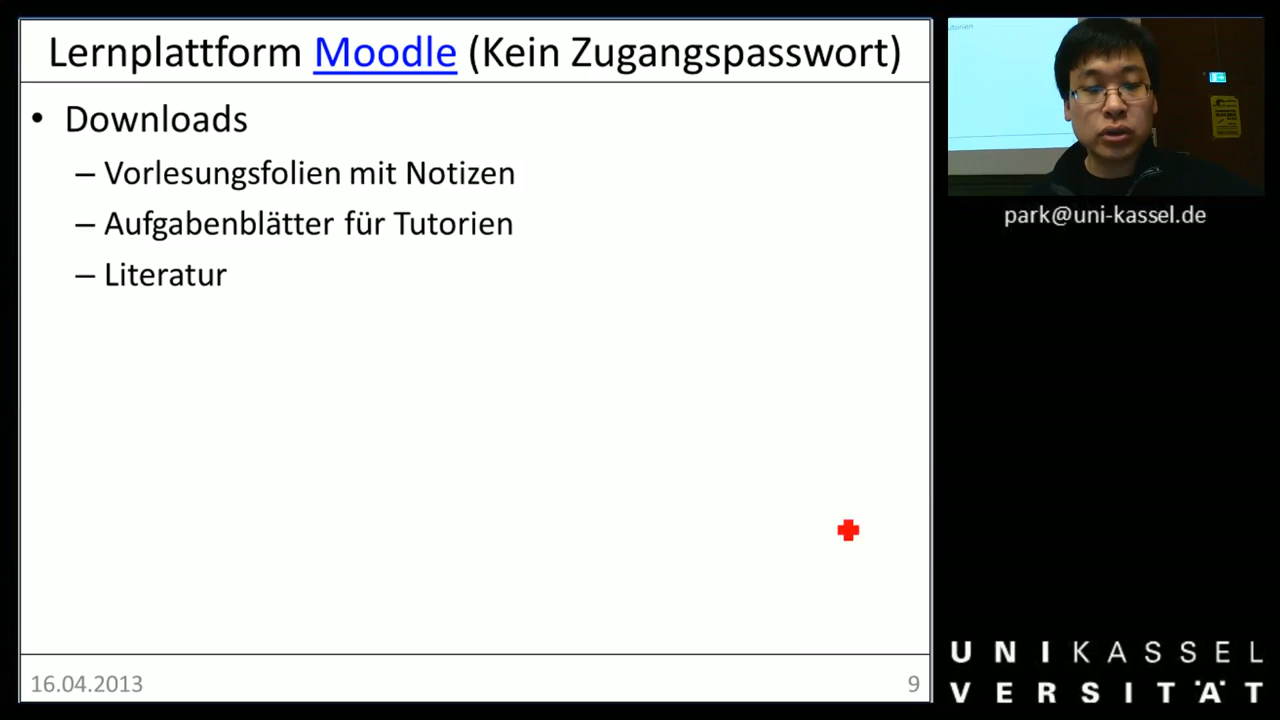 Lernplattform Moodle (Kein Zugangspasswort)
• Downloads
– Vorlesungsfolien mit Notizen
– Aufgabenblätter für Tutorien
– Literatur
16.04.2013
9
park@uni-kassel.de
UNIKASSEL
VERSITÄT